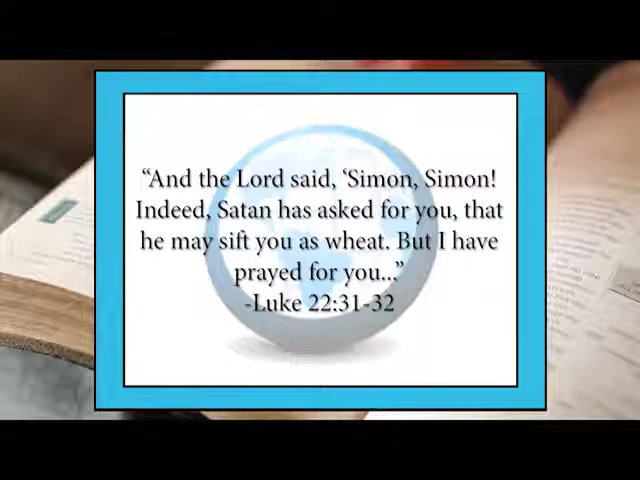 “And the Lord said, ‘Simon, Simon!
Indeed, Satan has asked for you, that
he may sift you as wheat. But I have
prayed for you...”
-Luke 22:31-32